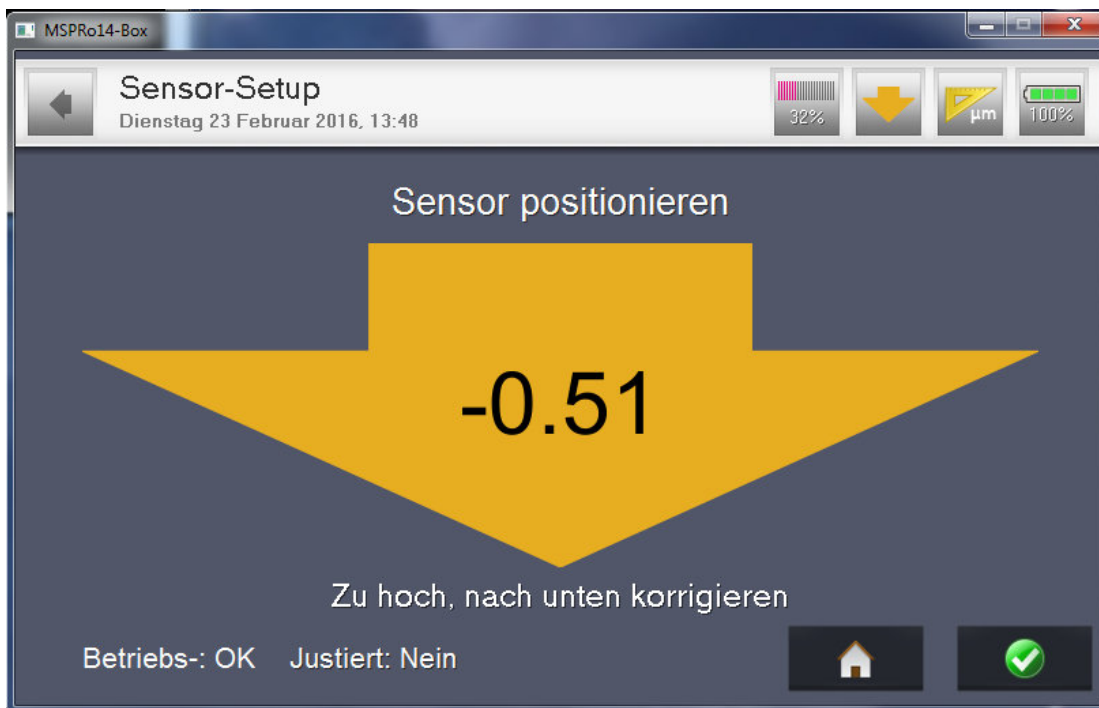 MSPRo14-Box
Sensor-Setup
Dienstag 23 Februar 2016, 13:48
32%
µm
100%
Sensor positionieren
-0.51
Zu hoch, nach unten korrigieren
Betriebs-: OK Justiert: Nein